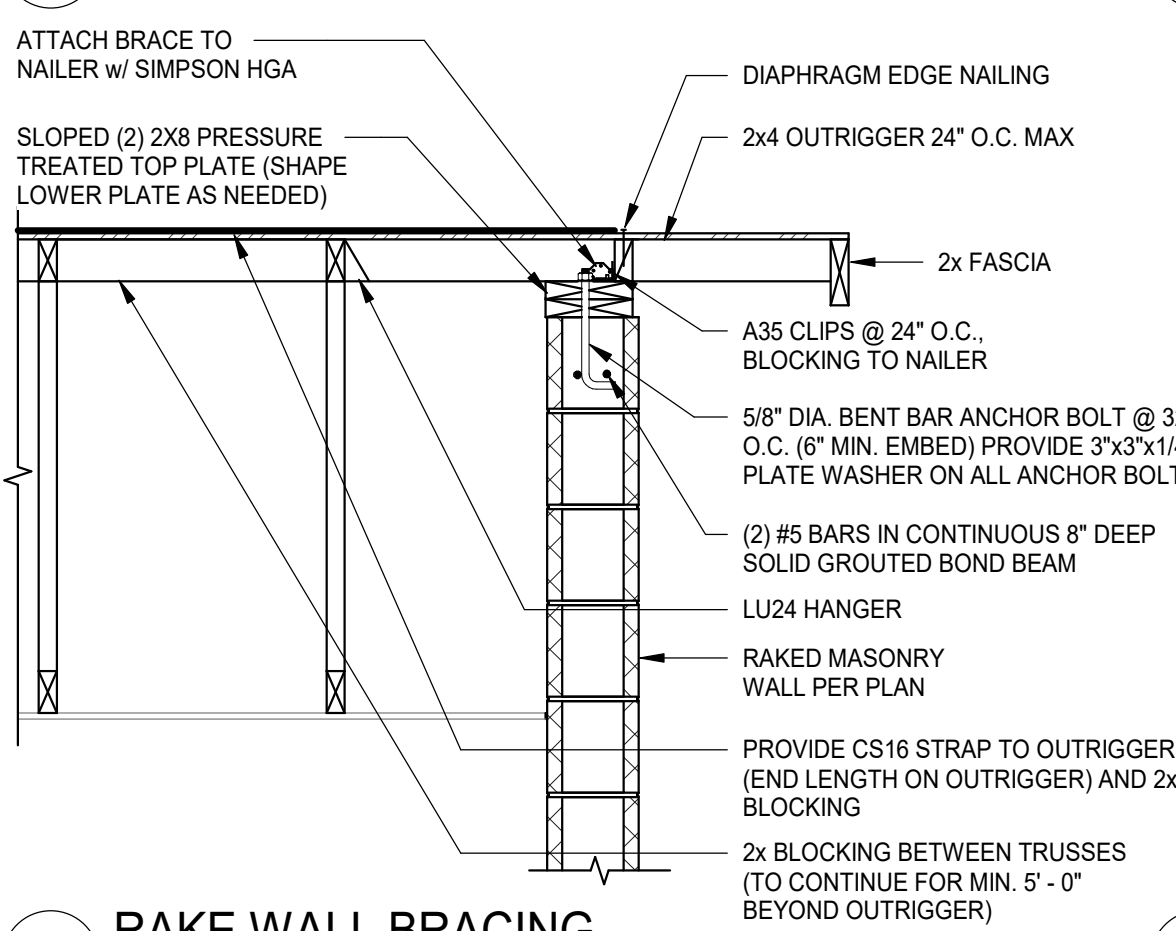 ATTACH BRACE TO
NAILER w/ SIMPSON HGA
SLOPED (2) 2X8 PRESSURE
TREATED TOP PLATE (SHAPE
LOWER PLATE AS NEEDED)
DIAPHRAGM EDGE NAILING
2x4 OUTRIGGER 24" O.C. MAX
2x FASCIA
A35 CLIPS @ 24" O.C.,
BLOCKING TO NAILER
5/8" DIA. BENT BAR ANCHOR BOLT @
O.C. (6" MIN. EMBED) PROVIDE 3"x3"x1/
PLATE WASHER ON ALL ANCHOR BOLT
(2) #5 BARS IN CONTINUOUS 8" DEEP
SOLID GROUTED BOND BEAM
LU24 HANGER
RAKED MASONRY
WALL PER PLAN
PROVIDE CS16 STRAP TO OUTRIGGER
(END LENGTH ON OUTRIGGER) AND 2x
BLOCKING
2x BLOCKING BETWEEN TRUSSES
(TO CONTINUE FOR MIN. 5' - 0"
BEYOND OUTRIGGER)
RAKE WALL BRACING